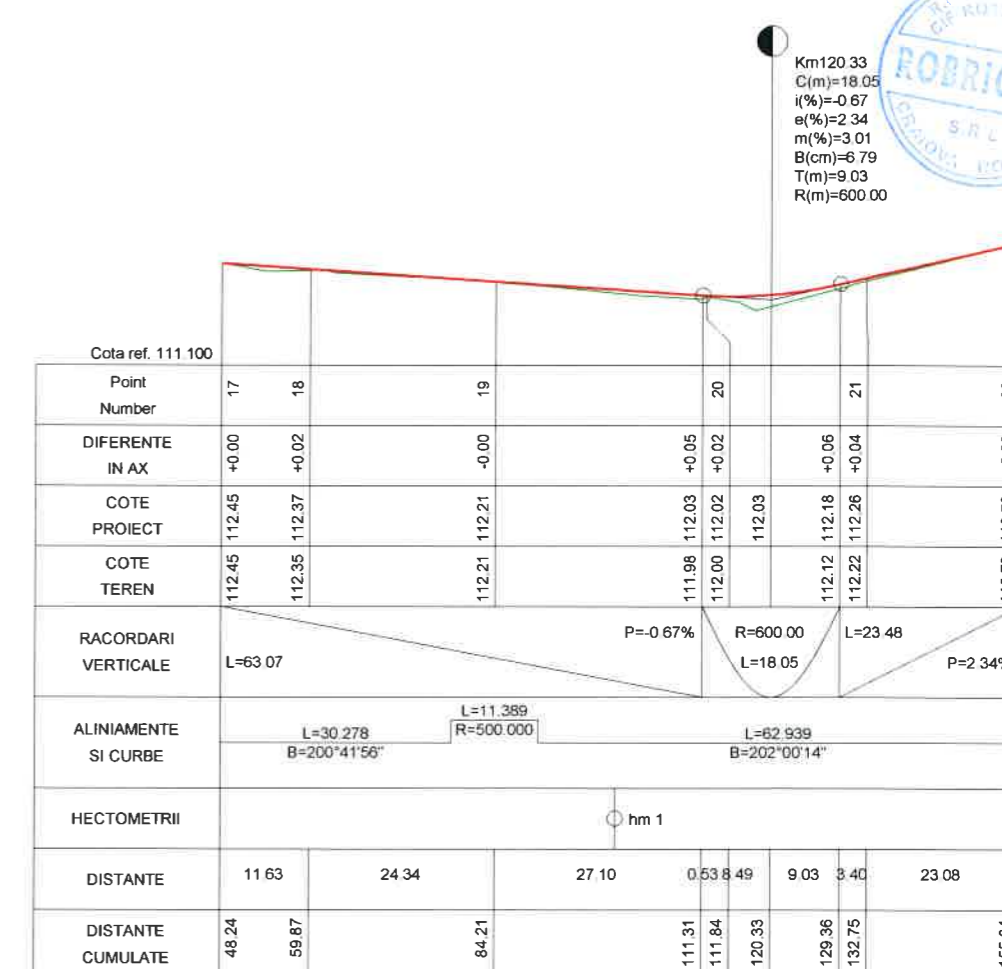 Km120.33
C(m)=18.05
i(%)=-0.67
e(%)=2.34
m(%)=3.01
B(cm)=6.79
T(m)=9.03
R(m)=600.00
ROBRI
S.R.L
CRAIOVA
Cota ref. 111.100
Point Number
17 18 19 20 21
DIFERENTE IN AX
+0.00 +0.02 -0.00 +0.05 +0.02 +0.06 +0.04
COTE PROIECT
112.45 112.37 112.21 112.03 112.02 112.03 112.18 112.26
COTE TEREN
112.45 112.35 112.21 111.98 112.00 112.12 112.22
RACORDARI VERTICALE
P=-0.67% R=600.00 L=23.48
L=63.07 L=18.05 P=2.34%
ALINIAMENTE SI CURBE
L=11.389
L=30.278 R=500.000 L=62.939
B=200°41'56" B=202°00'14"
HECTOMETRII
hm 1
DISTANTE
11.63 24.34 27.10 0.53 8.49 9.03 3.40 23.08
DISTANTE CUMULATE
48.24 59.87 84.21 111.31 111.84 120.33 129.36 132.75